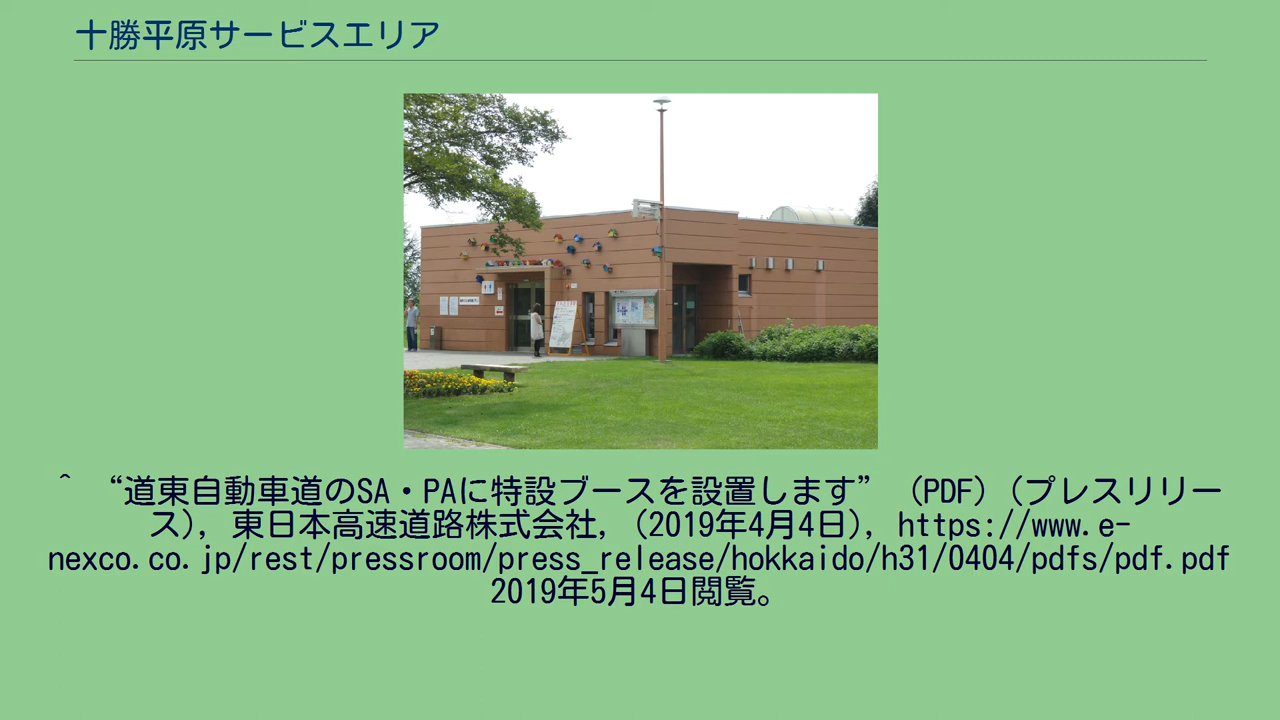 十勝平原サービスエリア
^ “道東自動車道のSA・PAに特設ブースを設置します” (PDF) (プレスリリー
ス), 東日本高速道路株式会社, (2019年4月4日), https://www.e-
nexco.co.jp/rest/pressroom/press_release/hokkaido/h31/0404/pdfs/pdf.pdf
2019年5月4日閲覧。